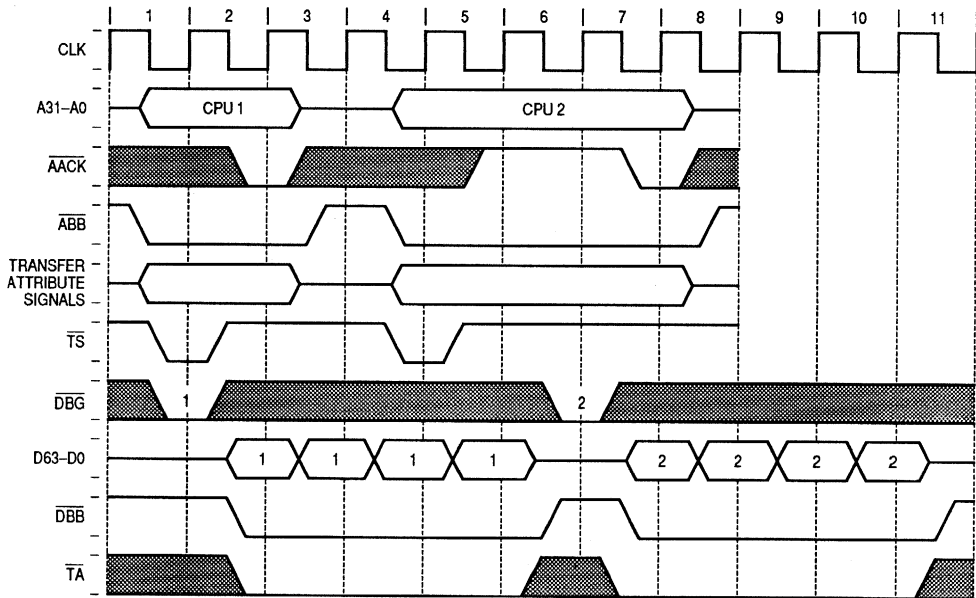 1 2 3 4 5 6 7 8 9 10 11
CLK
A31–A0 CPU 1 CPU 2
AACK
ABB
TRANSFER
ATTRIBUTE
SIGNALS
TS
DBG 1 2
D63–D0 1 1 1 1 2 2 2 2
DBB
TA